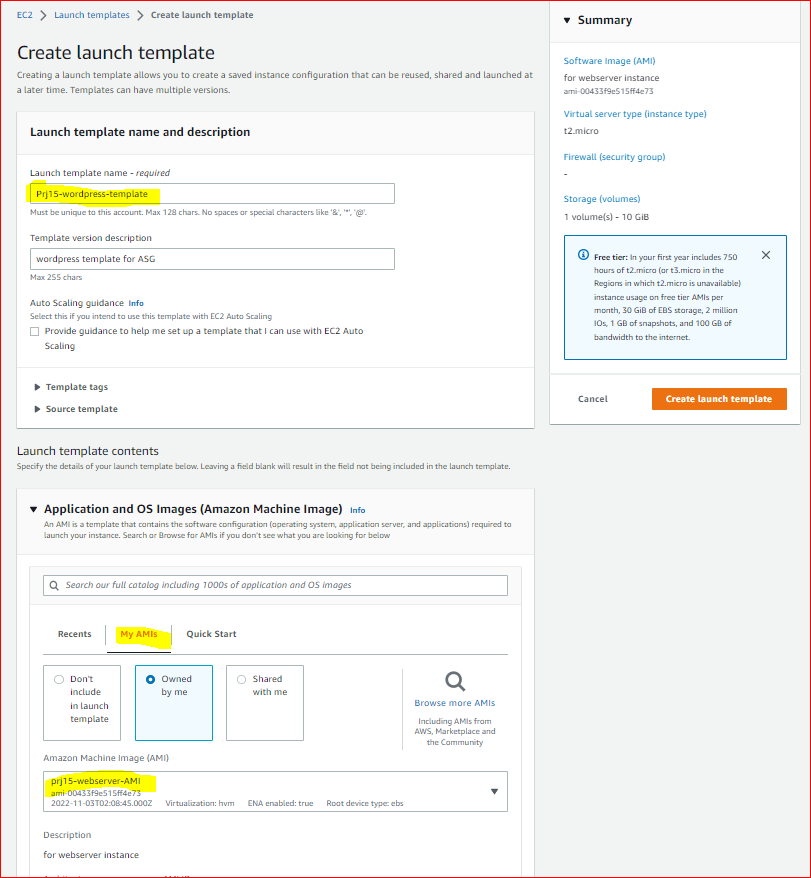 EC2 > Launch templates > Create launch template
Create launch template
Creating a launch template allows you to create a saved instance configuration that can be reused, shared and launched at
a later time. Templates can have multiple versions.
Launch template name and description
Launch template name - required
Prj15-wordpress-template
Must be unique to this account. Max 128 chars. No spaces or special characters like '&', '*', '@'.
Template version description
wordpress template for ASG
Max 255 chars
Auto Scaling guidance Info
Select this if you intend to use this template with EC2 Auto Scaling
Provide guidance to help me set up a template that I can use with EC2 Auto
Scaling
Template tags
Source template
Launch template contents
Specify the details of your launch template below. Leaving a field blank will result in the field not being included in the launch template.
Application and OS Images (Amazon Machine Image) Info
An AMI is a template that contains the software configuration (operating system, application server, and applications) required to
launch your instance. Search or Browse for AMIs if you don't see what you are looking for below
Search our full catalog including 1000s of application and OS images
Recents My AMIs Quick Start
Don't
include
in launch
template
Owned
by me
Shared
with me
Browse more AMIs
Including AMIs from
AWS, Marketplace and
the Community
Amazon Machine Image (AMI)
prj15-webserver-AMI
ami-00433f9e515ff4e73
2022-11-03T02:08:45.000Z Virtualization: hvm ENA enabled: true Root device type: ebs
Description
for webserver instance
Summary
Software Image (AMI)
for webserver instance
ami-00433f9e515ff4e73
Virtual server type (instance type)
t2.micro
Firewall (security group)
-
Storage (volumes)
1 volume(s) - 10 GiB
Free tier: In your first year includes 750
hours of t2.micro (or t3.micro in the
Regions in which t2.micro is unavailable)
instance usage on free tier AMIs per
month, 30 GiB of EBS storage, 2 million
IOs, 1 GB of snapshots, and 100 GB of
bandwidth to the internet.
Cancel Create launch template